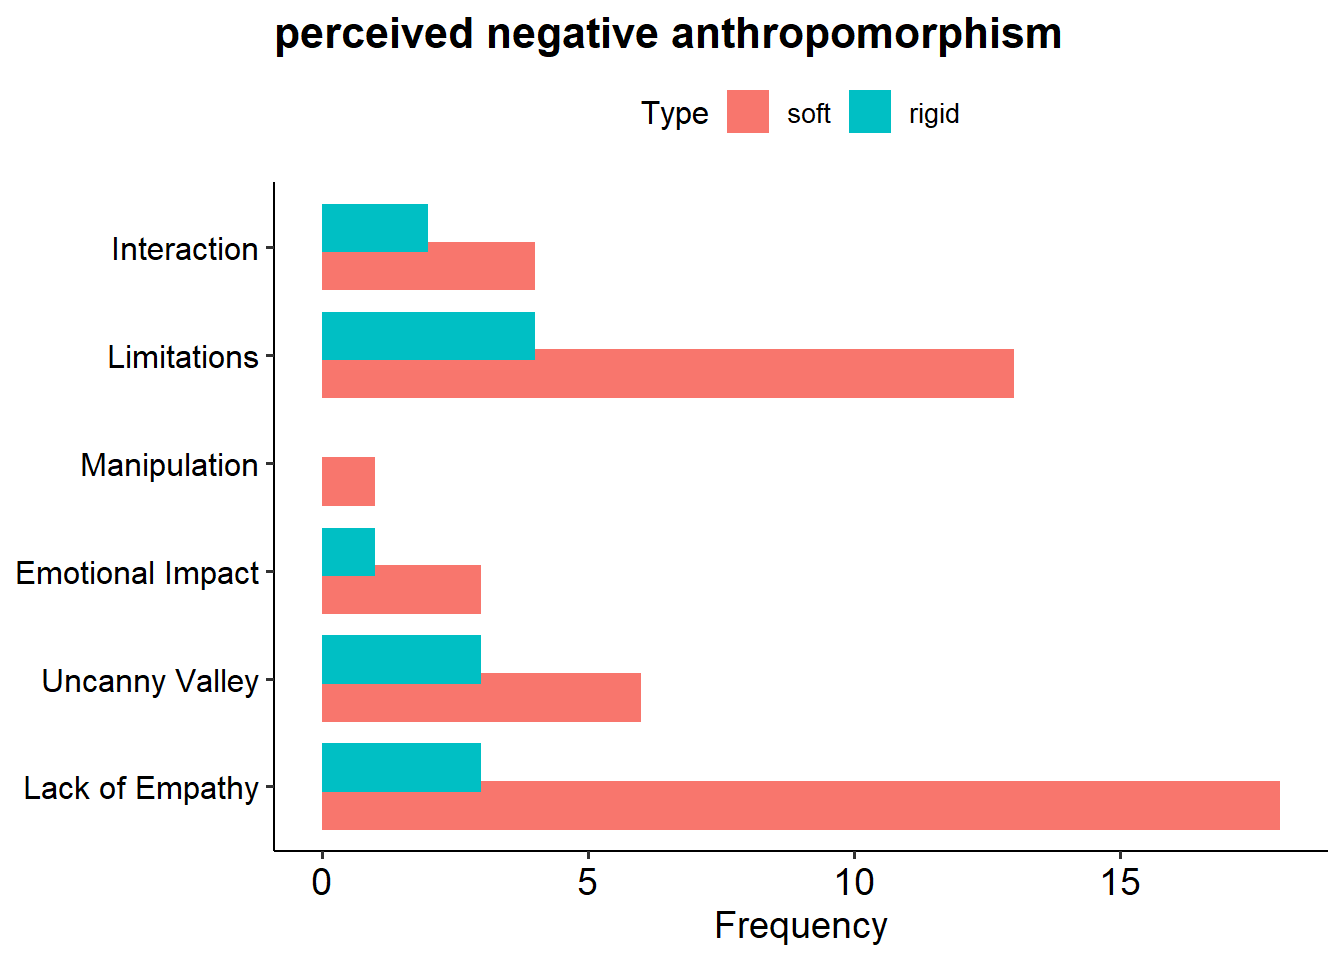 perceived negative anthropomorphism
Type soft rigid
Interaction
Limitations
Manipulation
Emotional Impact
Uncanny Valley
Lack of Empathy
0 5 10 15
Frequency